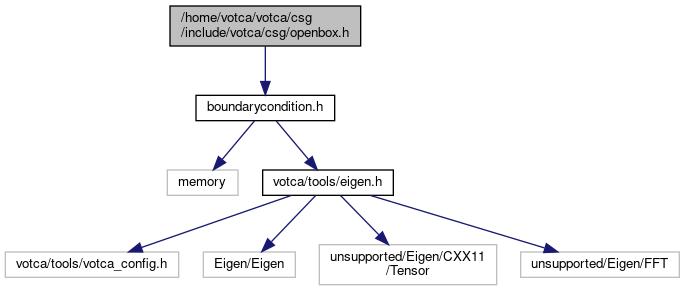 /home/votca/votca/csg
/include/votca/csg/openbox.h
boundarycondition.h
memory
votca/tools/eigen.h
votca/tools/votca_config.h
Eigen/Eigen
unsupported/Eigen/CXX11
/Tensor
unsupported/Eigen/FFT